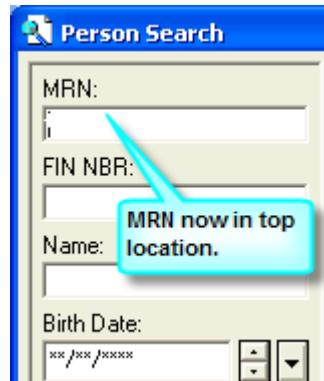 Person Search
MRN:
FIN NBR:
MRN now in top
location.
Name:
Birth Date:
**/**/****